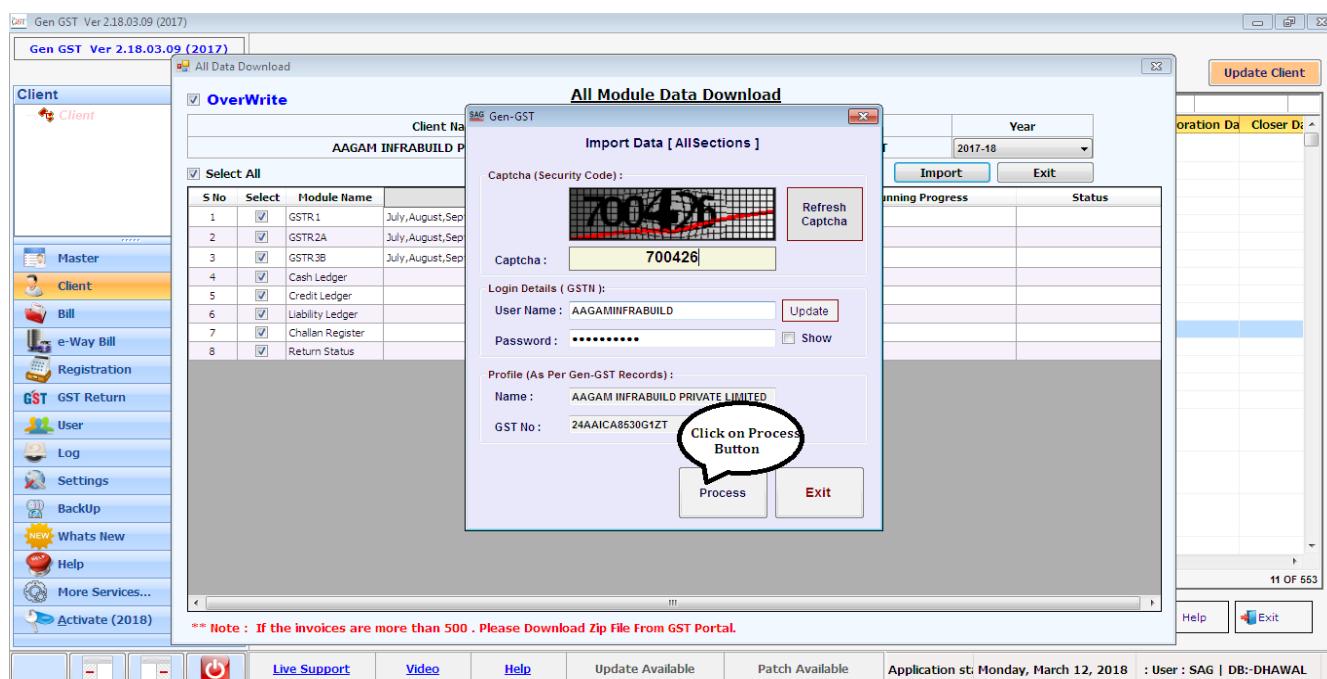 Gen GST Ver 2.18.03.09 (2017)
Gen GST Ver 2.18.03.09 (2017)
Update Client
Client
Client
oration Da Closer Da
11 OF 553
Help Exit
Master
Client
Bill
e-Way Bill
Registration
GST GST Return
User
Log
Settings
BackUp
NEW Whats New
HELP Help
More Services...
Activate (2018)
All Data Download
OverWrite
All Module Data Download
Client Na
Year
AAGAM INFRABUILD P
2017-18
Select All
Import Exit
S No Select Module Name
unning Progress Status
1 GSTR1 July,August,Sep
2 GSTR2A July,August,Sep
3 GSTR3B July,August,Sep
4 Cash Ledger
5 Credit Ledger
6 Liability Ledger
7 Challan Register
8 Return Status
** Note : If the invoices are more than 500 . Please Download Zip File From GST Portal.
SAG Gen-GST
Import Data [ AllSections ]
Captcha (Security Code) :
700426
Refresh
Captcha
Captcha : 700426
Login Details ( GSTN ):
User Name : AAGAMINFRABUILD Update
Password : •••••••••• Show
Profile (As Per Gen-GST Records) :
Name : AAGAM INFRABUILD PRIVATE LIMITED
GST No : 24AAICA8530G1ZT
Click on Process
Button
Process Exit
Live Support Video Help Update Available Patch Available Application sta Monday, March 12, 2018 : User : SAG | DB:-DHAWAL